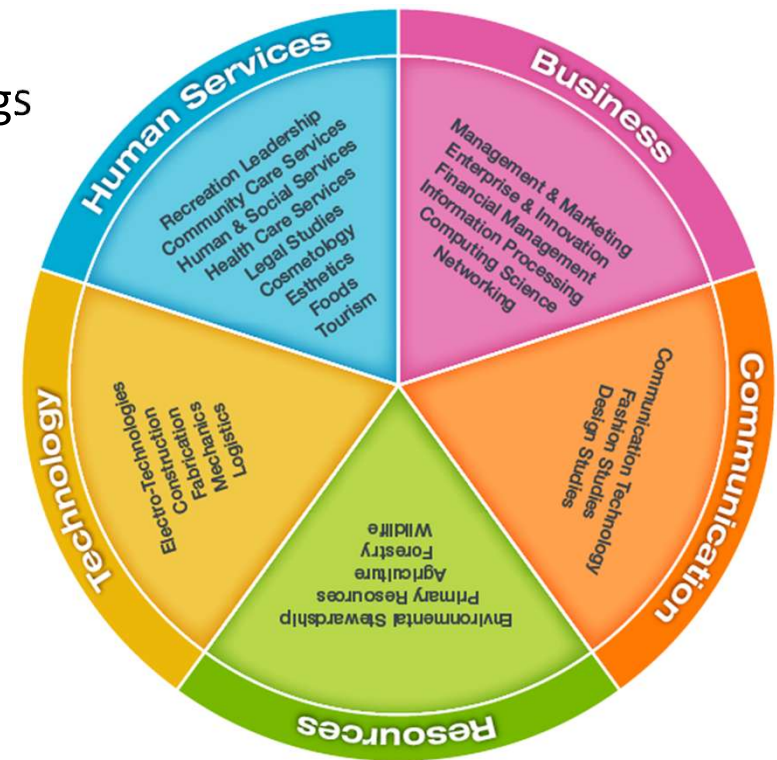 gs
Human Services
Recreation Leadership
Community Care Services
Human & Social Services
Health Care Services
Legal Studies
Cosmetology
Esthetics
Foods
Tourism
Business
Management & Marketing
Enterprise & Innovation
Financial Management
Information Processing
Computing Science
Networking
Communication
Communication Technology
Fashion Studies
Design Studies
Resources
Environmental Stewardship
Primary Resources
Agriculture
Forestry
Wildlife
Technology
Electro-Technologies
Construction
Fabrication
Mechanics
Logistics